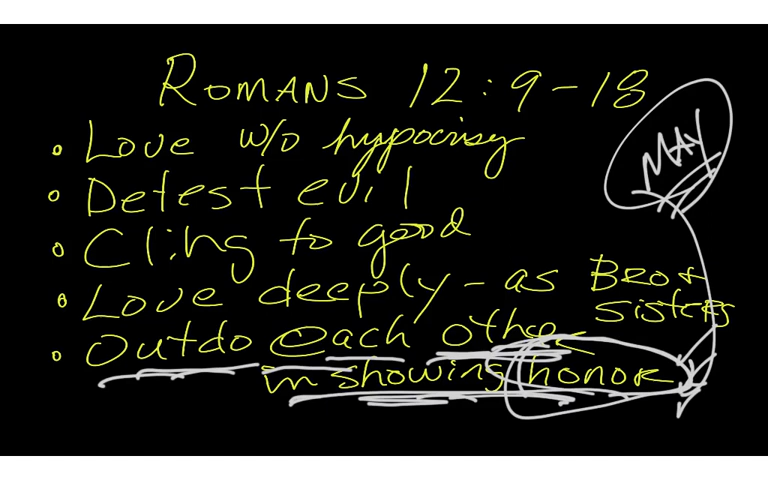 ROMANS 12:9-18
MAY
• Love w/o hypocrisy
• Detest evil
• Cling to good
• Love deeply - as Bro +
Sisters
• Outdo each other
in showing honor